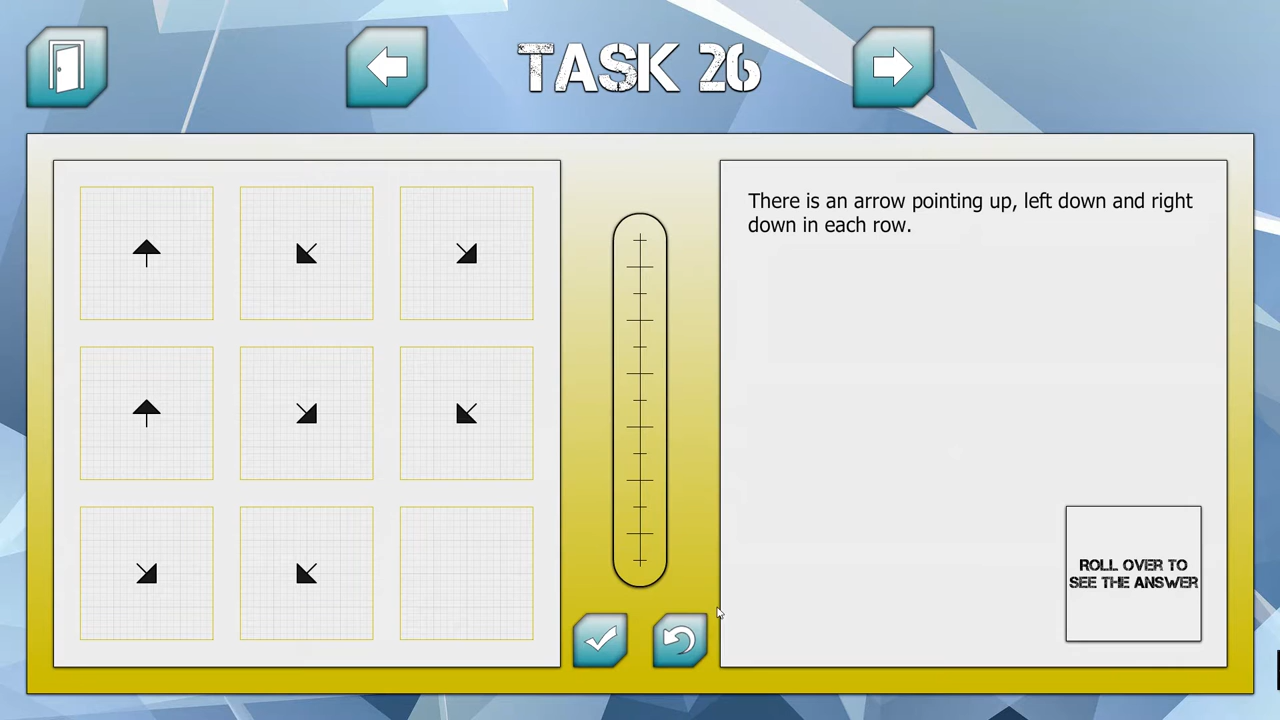 TASK 26
There is an arrow pointing up, left down and right
down in each row.
ROLL OVER TO
SEE THE ANSWER